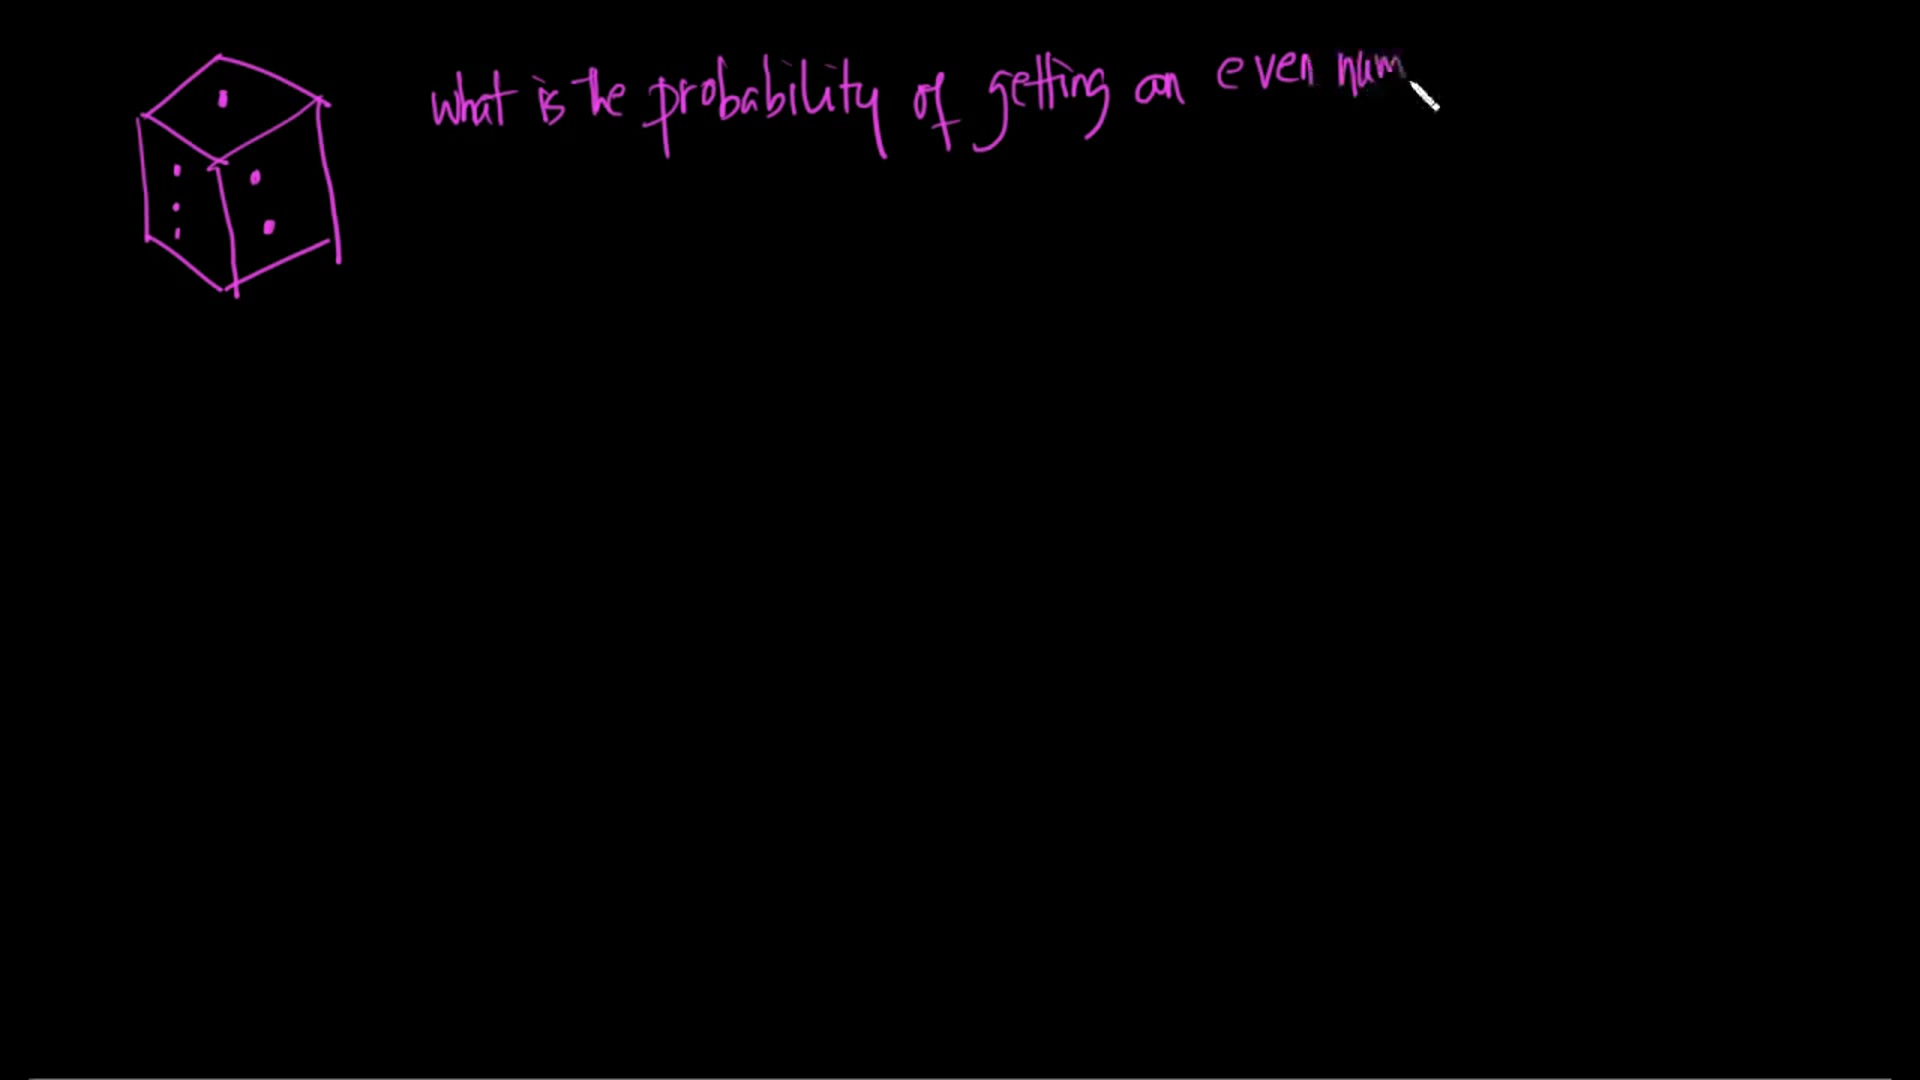 what is the probability of getting an even num